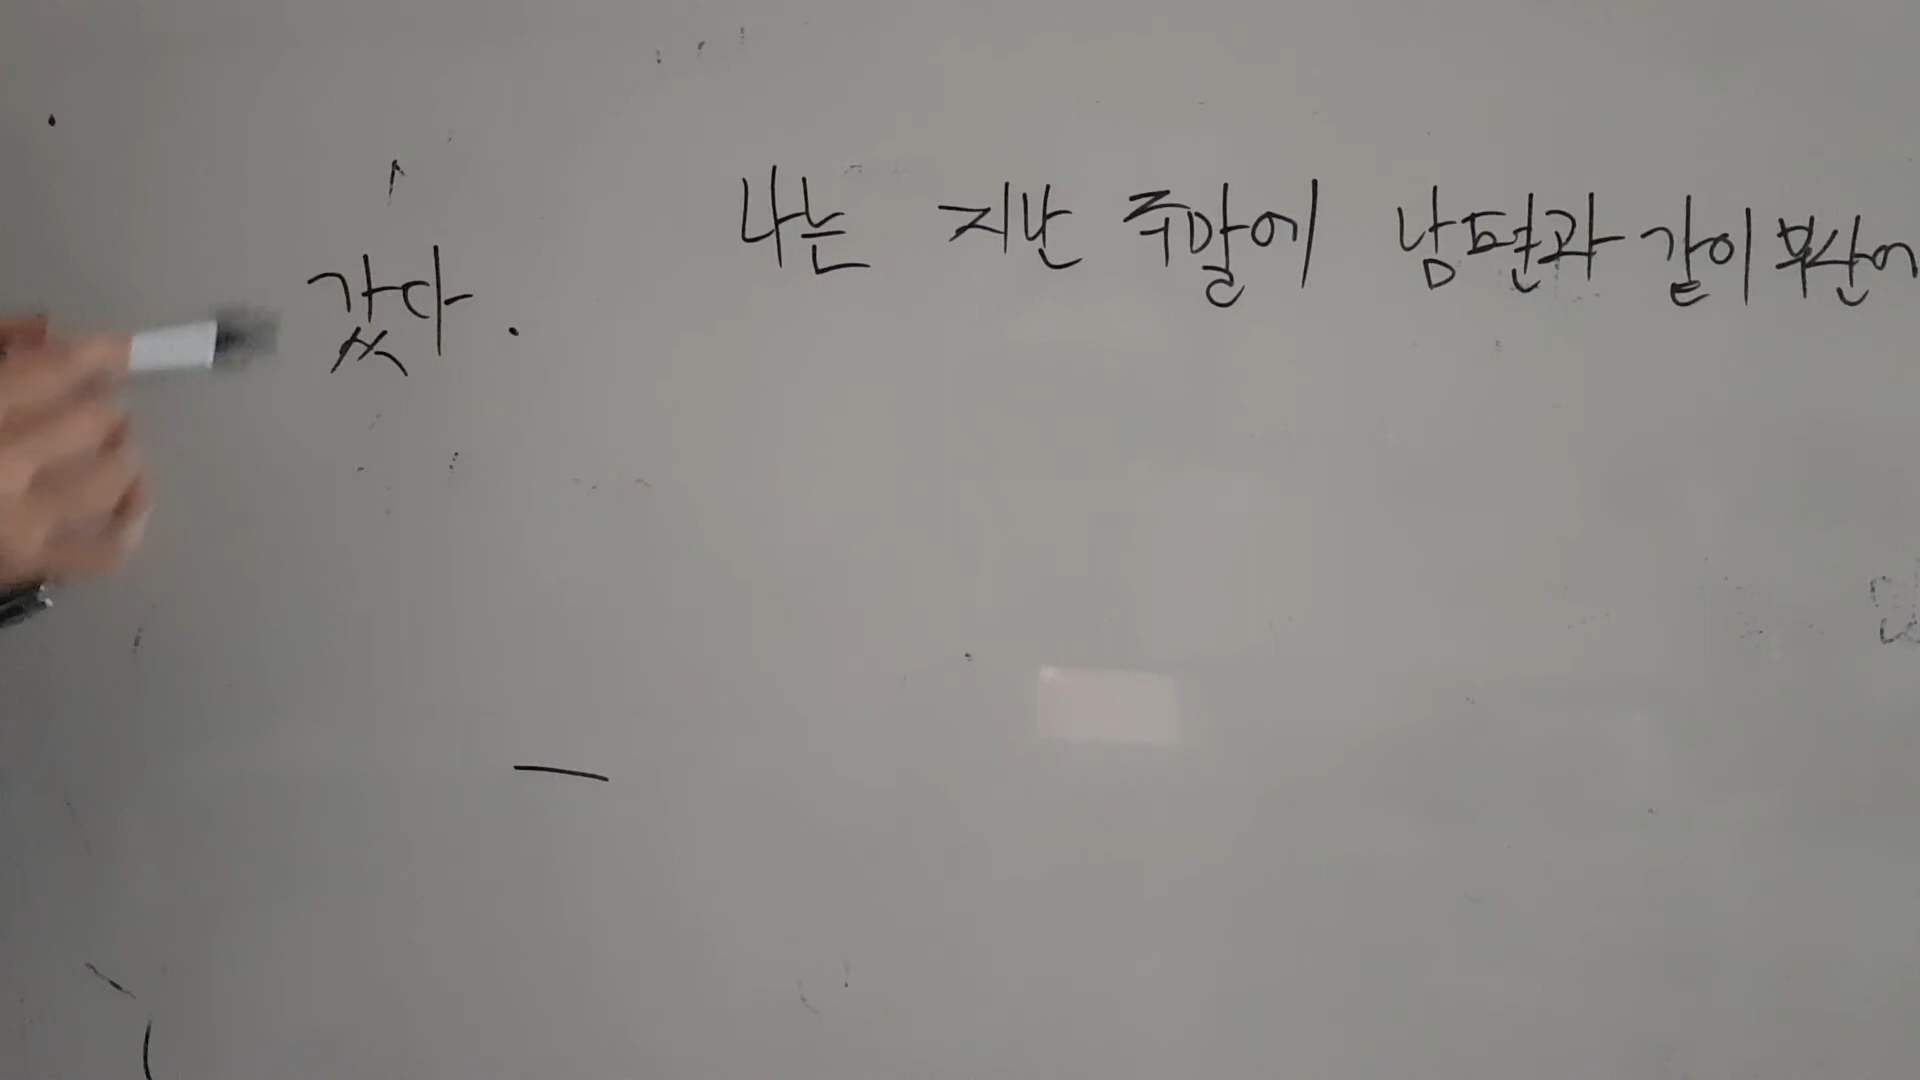 나는 지난 주말에 남편과 같이 부산에
갔다.